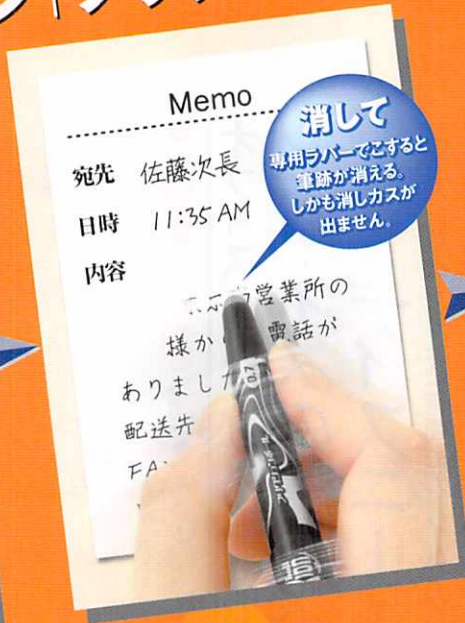 Memo
消して
専用ラバーでこすると
筆跡が消える。
しかも消しカスが
出ません。
宛先 佐藤次長
日時 11:35 AM
内容
営業所の
様か 電話が
ありました
配送先
FA
0.7